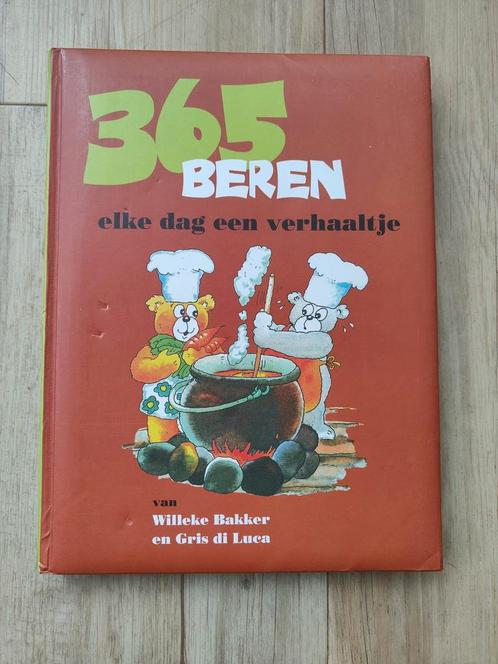 365
BEREN
elke dag een verhaaltje
van
Willeke Bakker
en Gris di Luca